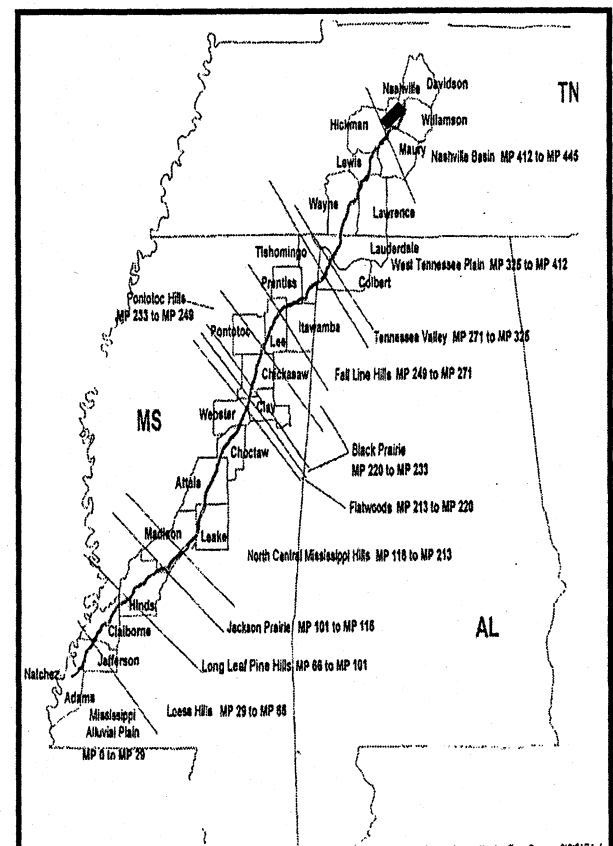 TN
Nashville
Davidson
Hickman
Willamson
Maury
Nashville Basin MP 412 to MP 445
Lewis
Wayne
Lawrence
Lauderdale
Tishomingo
West Tennessee Plain MP 325 to MP 412
Prentiss
Colbert
Pontotoc Hills
MP 233 to MP 249
Itawamba
Pontotoc
Lee
Tennessee Valley MP 271 to MP 325
Chickasaw
Fall Line Hills MP 249 to MP 271
MS
Webster
Clay
Choctaw
Black Prairie
MP 220 to MP 233
Attala
Flatwoods MP 213 to MP 220
Madison
Leake
North Central Mississippi Hills MP 116 to MP 213
Hinds
Jackson Prairie MP 101 to MP 116
AL
Claiborne
Jefferson
Long Leaf Pine Hills MP 66 to MP 101
Natchez
Adams
Mississippi
Alluvial Plain
MP 0 to MP 29
Loess Hills MP 29 to MP 66